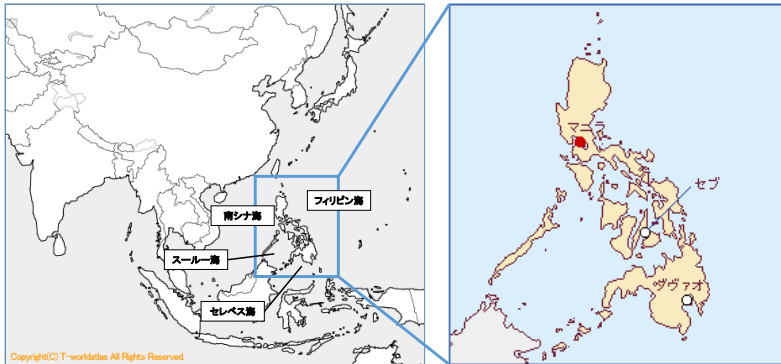 フィリピン海
南シナ海
スールー海
セレベス海
Copyright(C) T-worldatlas All Rights Reserved.
マニラ
セブ
ダヴァオ